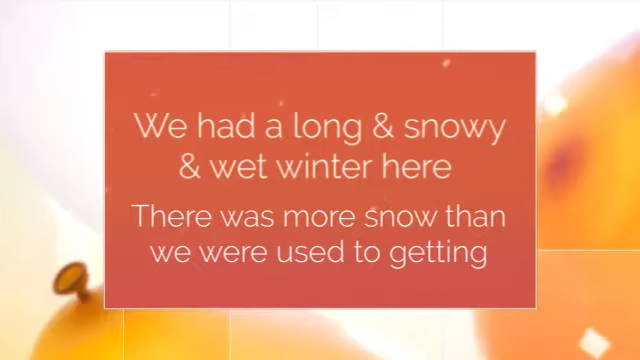 We had a long & snowy
& wet winter here
There was more snow than
we were used to getting